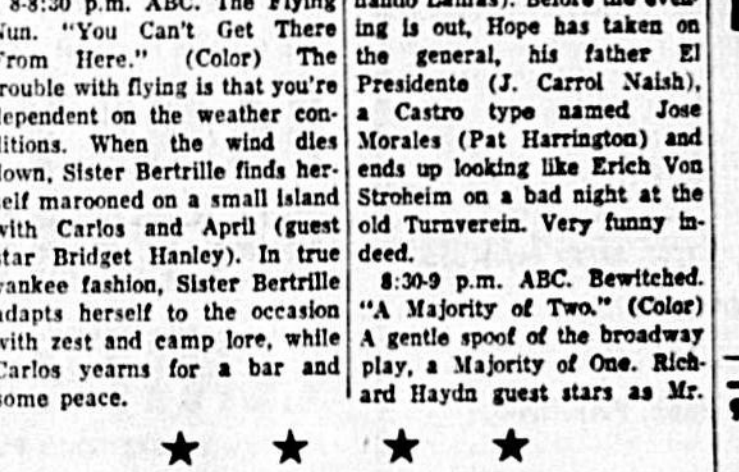 8-8:30 p.m. ABC. The Flying
Nun. "You Can't Get There
From Here." (Color) The
rouble with flying is that you're
dependent on the weather con-
ditions. When the wind dies
down, Sister Bertrille finds her-
self marooned on a small island
with Carlos and April (guest
star Bridget Hanley). In true
yankee fashion, Sister Bertrille
adapts herself to the occasion
with zest and camp lore, while
Carlos yearns for a bar and
some peace.
nando Lamas). Before the even-
ing is out, Hope has taken on
the general, his father El
Presidente (J. Carrol Naish),
a Castro type named Jose
Morales (Pat Harrington) and
ends up looking like Erich Von
Stroheim on a bad night at the
old Turnverein. Very funny in-
deed.
8:30-9 p.m. ABC. Bewitched.
"A Majority of Two." (Color)
A gentle spoof of the broadway
play, a Majority of One. Rich-
ard Haydn guest stars as Mr.